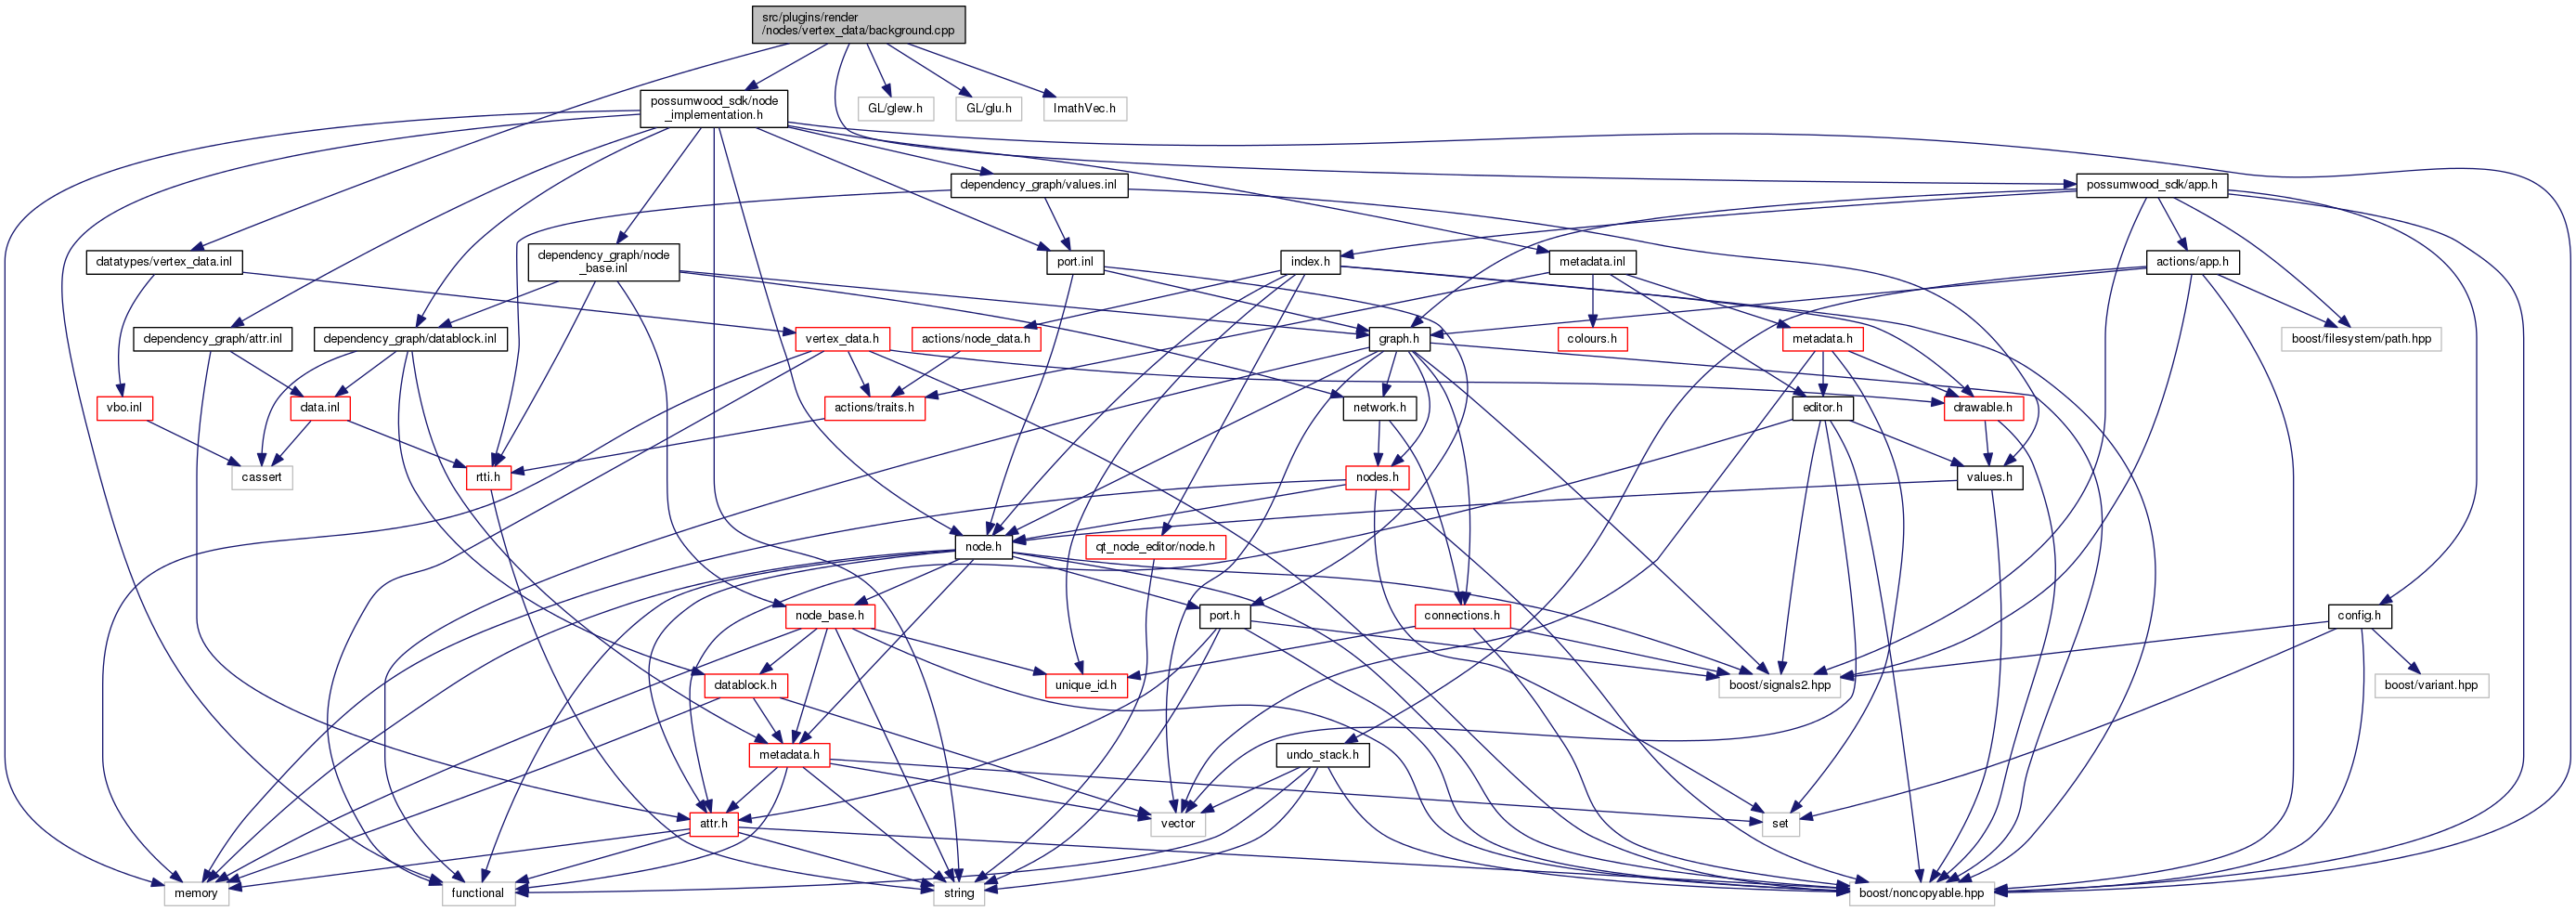 src/plugins/render
/nodes/vertex_data/background.cpp
possumwood_sdk/node
_implementation.h
GL/glew.h
GL/glu.h
ImathVec.h
dependency_graph/values.inl
possumwood_sdk/app.h
datatypes/vertex_data.inl
dependency_graph/node
_base.inl
port.inl
index.h
metadata.inl
actions/app.h
dependency_graph/attr.inl
dependency_graph/datablock.inl
vertex_data.h
actions/node_data.h
graph.h
colours.h
metadata.h
boost/filesystem/path.hpp
vbo.inl
data.inl
actions/traits.h
network.h
editor.h
drawable.h
cassert
rtti.h
nodes.h
values.h
node.h
qt_node_editor/node.h
node_base.h
port.h
connections.h
config.h
datablock.h
unique_id.h
boost/signals2.hpp
boost/variant.hpp
metadata.h
undo_stack.h
attr.h
vector
set
memory
functional
string
boost/noncopyable.hpp